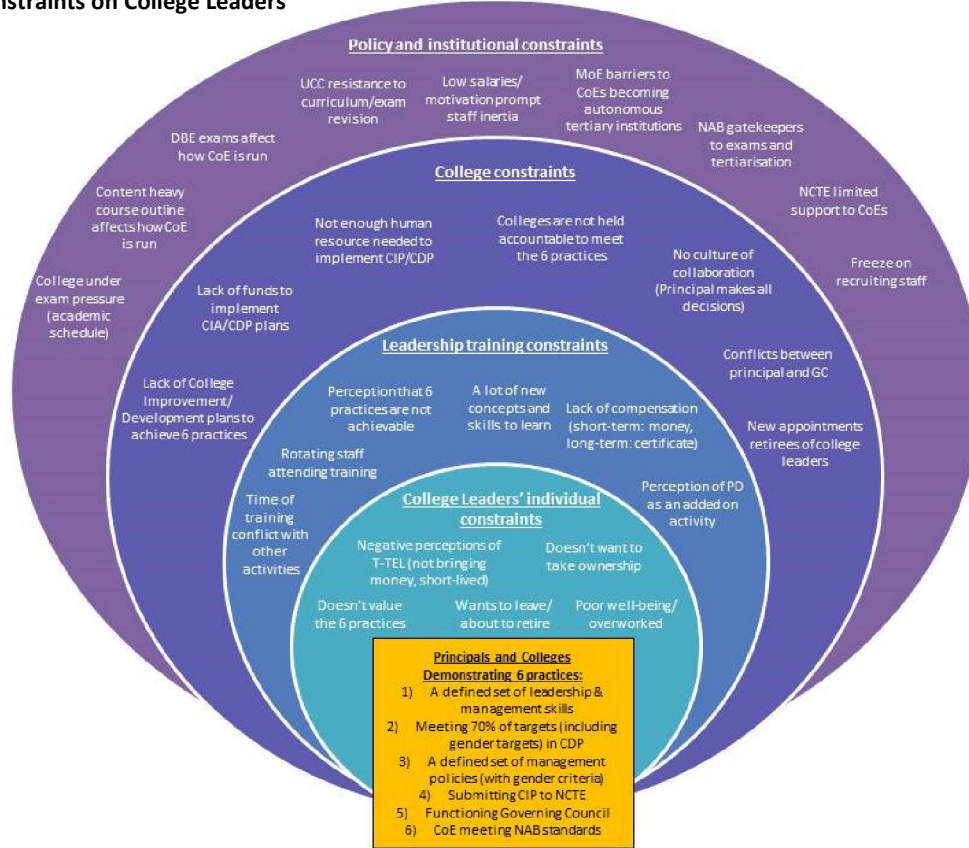 nstraints on College Leaders
Policy and institutional constraints
UCC resistance to
curriculum/exam
revision
Low salaries/
motivation prompt
staff inertia
MoE barriers to
CoEs becoming
autonomous
tertiary institutions
DBE exams affect
how CoE is run
NAB gatekeepers
to exams and
tertiarisation
Content heavy
course outline
affects how CoE
is run
NCTE limited
support to CoEs
College under
exam pressure
(academic
schedule)
Freeze on
recruiting staff
College constraints
Not enough human
resource needed to
implement CIP/CDP
Colleges are not held
accountable to meet
the 6 practices
Lack of funds to
implement
CIA/CDP plans
No culture of
collaboration
(Principal makes all
decisions)
Lack of College
Improvement/
Development plans to
achieve 6 practices
Conflicts between
principal and GC
New appointments
retirees of college
leaders
Leadership training constraints
Perception that 6
practices are not
achievable
A lot of new
concepts and
skills to learn
Lack of compensation
(short-term: money,
long-term: certificate)
Rotating staff
attending training
Time of
training
conflict with
other
activities
Perception of PD
as an added on
activity
College Leaders' individual
constraints
Negative perceptions of
T-TEL (not bringing
money, short-lived)
Doesn't want to
take ownership
Doesn't value
the 6 practices
Wants to leave/
about to retire
Poor well-being/
overworked
Principals and Colleges
Demonstrating 6 practices:
1) A defined set of leadership &
management skills
2) Meeting 70% of targets (including
gender targets) in CDP
3) A defined set of management
policies (with gender criteria)
4) Submitting CIP to NCTE
5) Functioning Governing Council
6) CoE meeting NAB standards